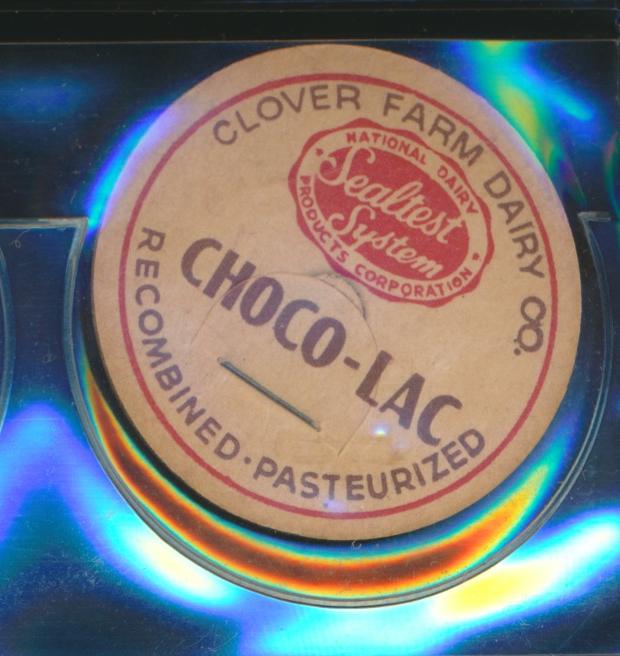 CLOVER FARM DAIRY CO.
NATIONAL DAIRY
Sealtest
System
PRODUCTS CORPORATION
CHOCO-LAC
RECOMBINED·PASTEURIZED